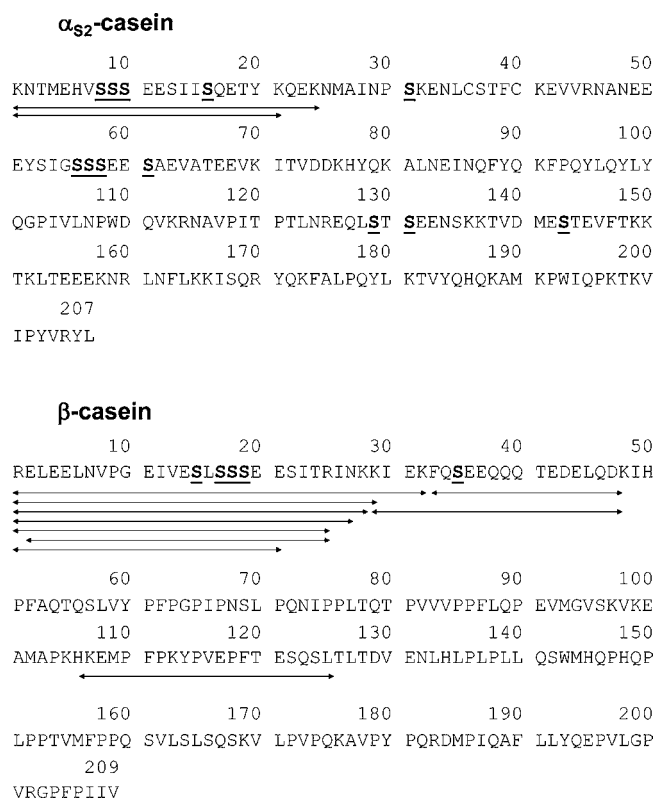 αS2-casein
10 20 30 40 50
KNTMEHVSSS EESIISQETY KQEKNMAINP SKENLCSTFC KEVVRNANEE
60 70 80 90 100
EYSIGSSSEE SAEVATEEVK ITVDDKHYQK ALNEINQFYQ KFPQYLQYLY
110 120 130 140 150
QGPIVLNPWD QVKRNAVPIT PTLNREQLST SEENSKKTVD MESTEVFTKK
160 170 180 190 200
TKLTEEEKNR LNFLKKISQR YQKFALPQYL KTVYQHQKAM KPWIQPKTKV
207
IPYVRYL
β-casein
10 20 30 40 50
RELEELNVPG EIVESLSSSE ESITRINKKI EKFQSEEQQQ TEDELQDKIH
60 70 80 90 100
PFAQTQSLVY PFPGPIPNSL PQNIPPLTQT PVVVPPFLQP EVMGVSKVKE
110 120 130 140 150
AMAPKHKEMP FPKYPVEPFT ESQSLTLTDV ENLHLPLPLL QSWMHQPHQP
160 170 180 190 200
LPPTVMFPPQ SVLSLSQSKV LPVPQKAVPY PQRDMPIQAF LLYQEPVLGP
209
VRGPFPIIV